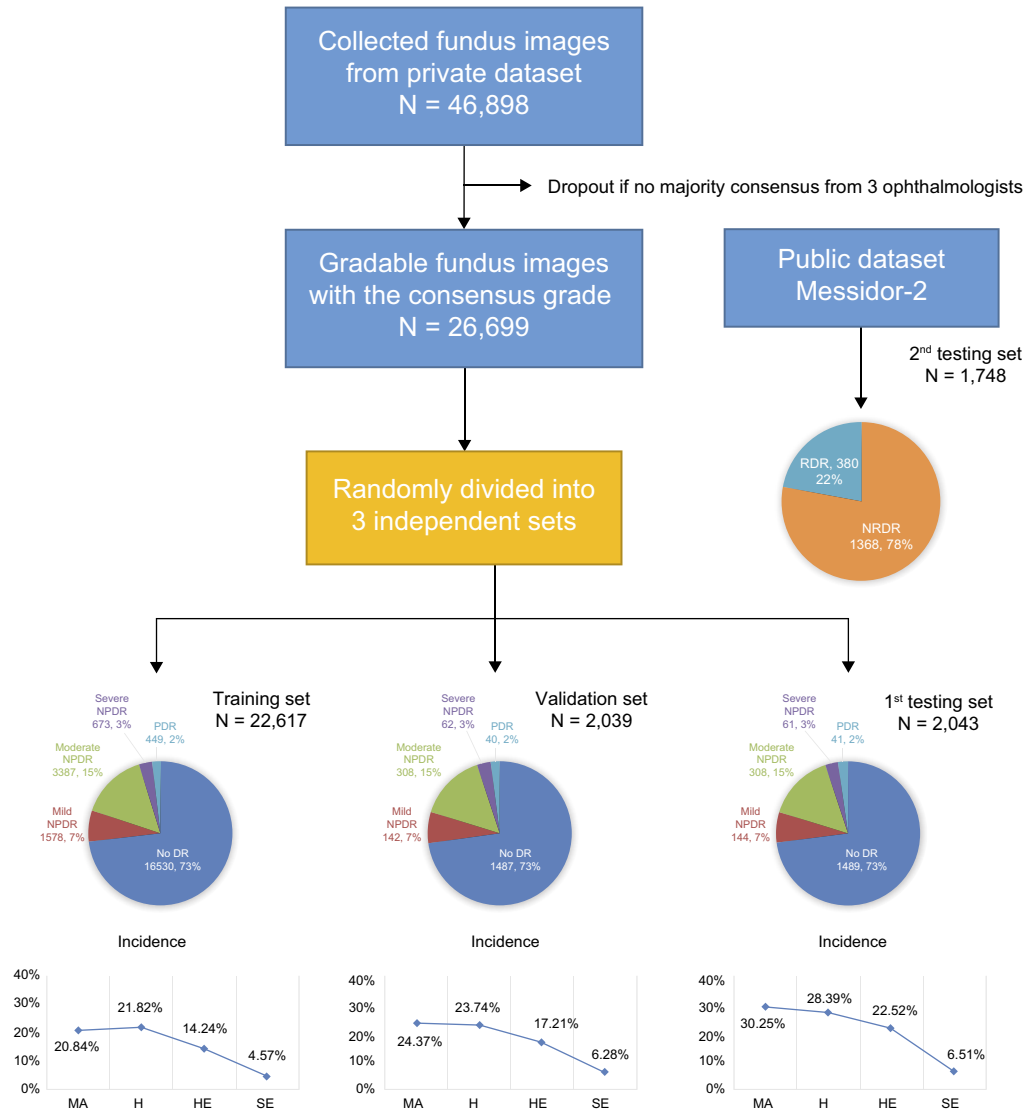 Collected fundus images
from private dataset
N = 46,898
Dropout if no majority consensus from 3 ophthalmologists
Gradable fundus images
with the consensus grade
N = 26,699
Public dataset
Messidor-2
2nd testing set
N = 1,748
RDR, 380
22%
NRDR
1368, 78%
Randomly divided into
3 independent sets
Training set
N = 22,617
Severe
NPDR
673, 3%
PDR
449, 2%
Moderate
NPDR
3387, 15%
Mild
NPDR
1578, 7%
No DR
16530, 73%
Validation set
N = 2,039
Severe
NPDR
62, 3%
PDR
40, 2%
Moderate
NPDR
308, 15%
Mild
NPDR
142, 7%
No DR
1487, 73%
1st testing set
N = 2,043
Severe
NPDR
61, 3%
PDR
41, 2%
Moderate
NPDR
308, 15%
Mild
NPDR
144, 7%
No DR
1489, 73%
Incidence
40%
30%
20%
10%
0%
20.84%
21.82%
14.24%
4.57%
MA H HE SE
Incidence
40%
30%
20%
10%
0%
24.37%
23.74%
17.21%
6.28%
MA H HE SE
Incidence
40%
30%
20%
10%
0%
30.25%
28.39%
22.52%
6.51%
MA H HE SE